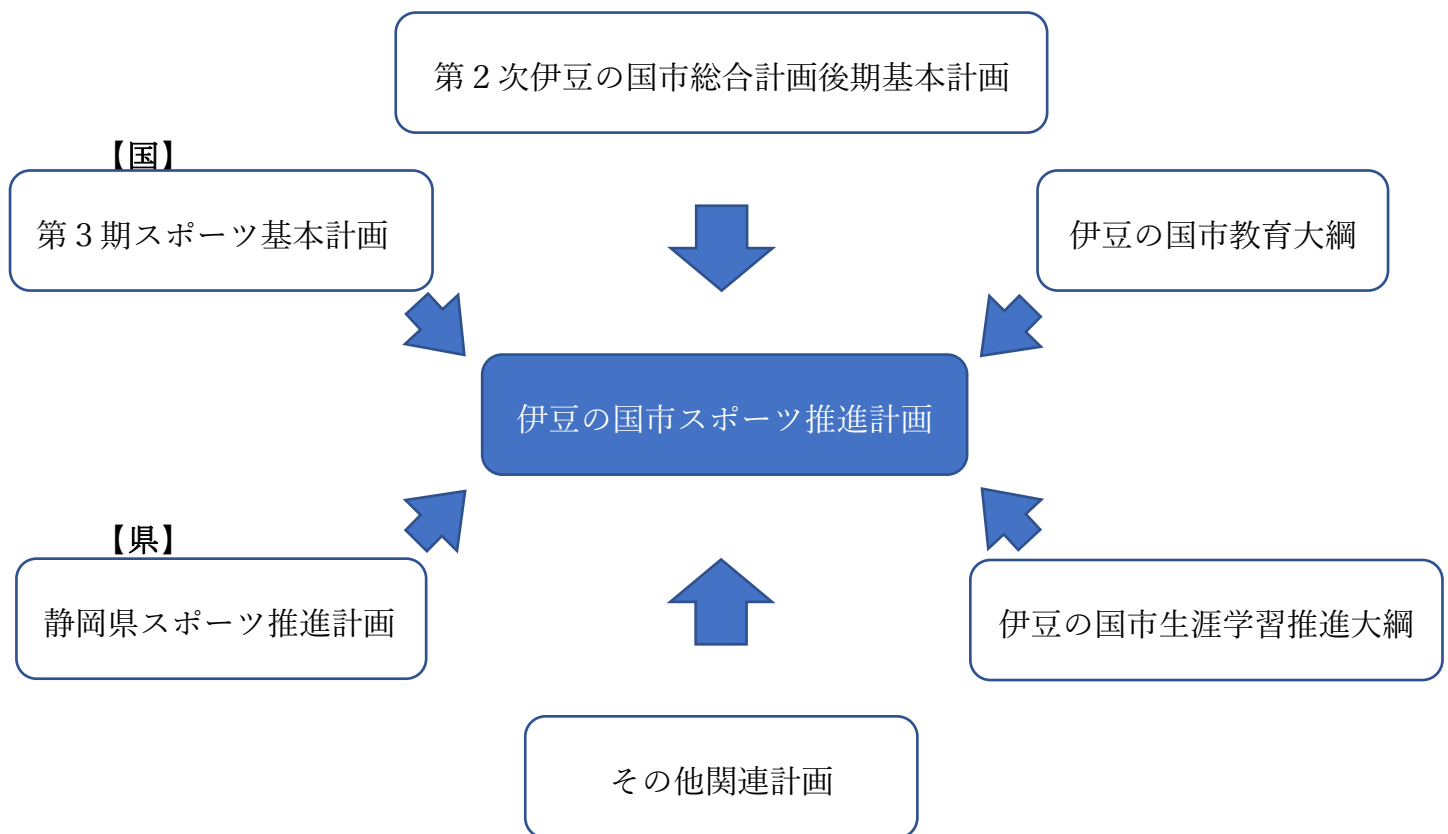 第２次伊豆の国市総合計画後期基本計画
【国】
第３期スポーツ基本計画
伊豆の国市教育大綱
伊豆の国市スポーツ推進計画
【県】
静岡県スポーツ推進計画
伊豆の国市生涯学習推進大綱
その他関連計画